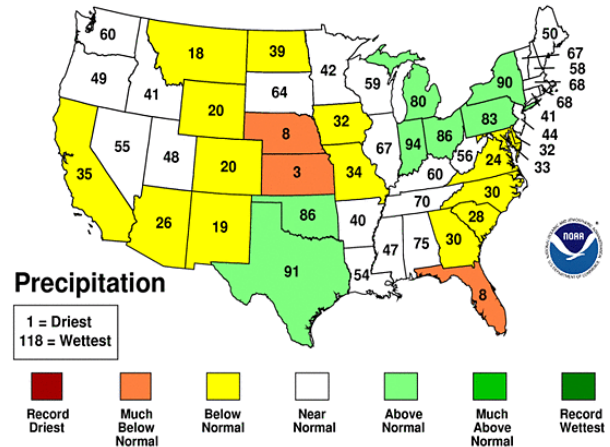 60
18
39
42
50
67
58
68
68
49
41
20
64
59
80
90
41
44
32
33
55
48
20
8
32
67
94
86
83
35
3
34
56
24
60
30
26
19
86
40
70
28
91
54
47
75
30
8
NOAA
Precipitation
1 = Driest
118 = Wettest
Record
Driest
Much
Below
Normal
Below
Normal
Near
Normal
Above
Normal
Much
Above
Normal
Record
Wettest